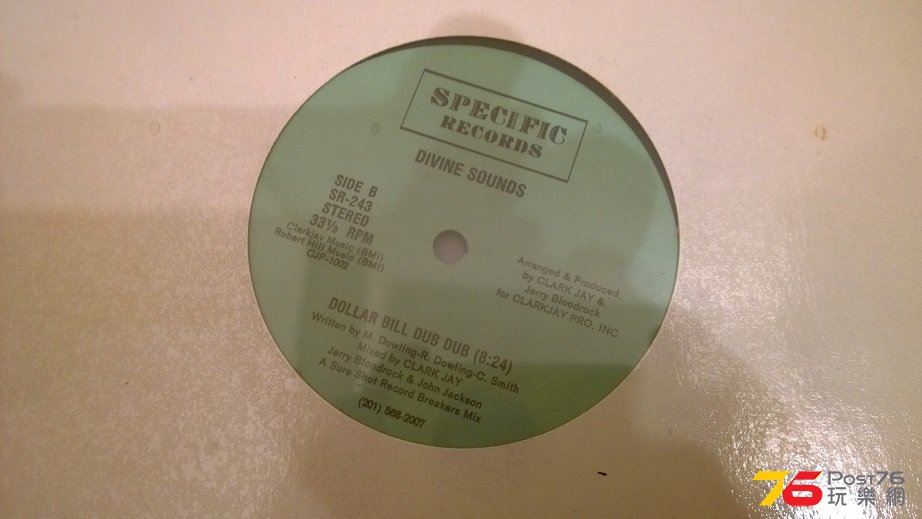 SPECIFIC
RECORDS
DIVINE SOUNDS
SIDE B
SR-243
STEREO
33⅓ RPM
Clarkjay Music (BMI)
Robert Hill Music (BMI)
CJP-1002
Arranged & Produced
by CLARK JAY &
Jerry Bloodrock
for CLARKJAY PRO. INC.
DOLLAR BILL DUB DUB (8:24)
Written by M. Dowling-R. Dowling-C. Smith
Mixed by CLARK JAY
Jerry Bloodrock & John Jackson
A Sure Shot Record Breakers Mix
(201) 568-2007
76 Post76
玩樂網